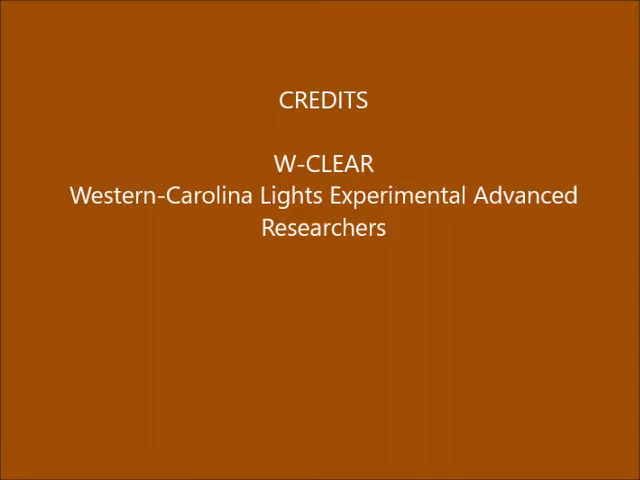 CREDITS
W-CLEAR
Western-Carolina Lights Experimental Advanced
Researchers